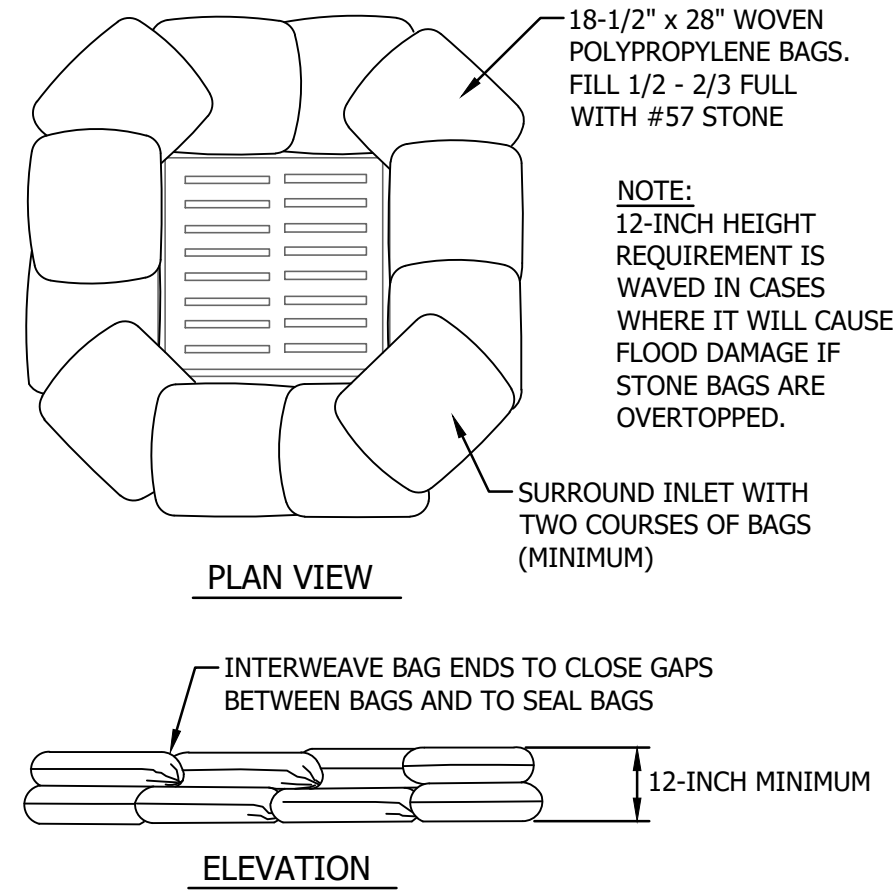 18-1/2" x 28" WOVEN
POLYPROPYLENE BAGS.
FILL 1/2 - 2/3 FULL
WITH #57 STONE
NOTE:
12-INCH HEIGHT
REQUIREMENT IS
WAVED IN CASES
WHERE IT WILL CAUSE
FLOOD DAMAGE IF
STONE BAGS ARE
OVERTOPPED.
SURROUND INLET WITH
TWO COURSES OF BAGS
(MINIMUM)
PLAN VIEW
INTERWEAVE BAG ENDS TO CLOSE GAPS
BETWEEN BAGS AND TO SEAL BAGS
12-INCH MINIMUM
ELEVATION